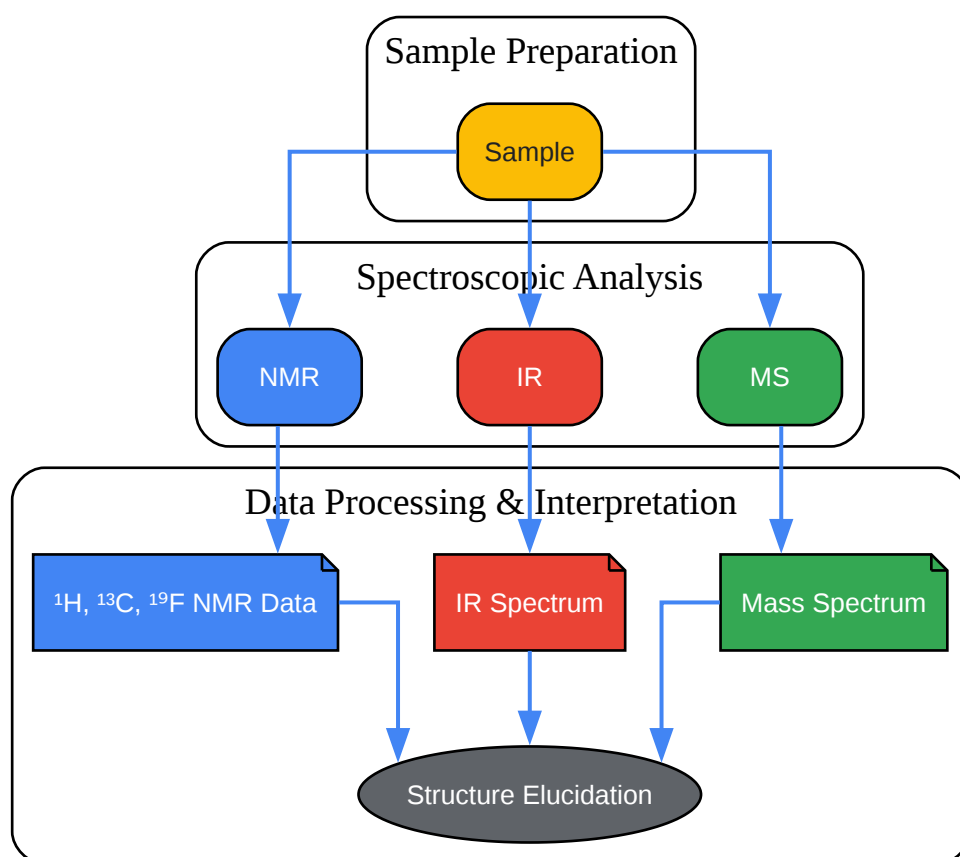 Sample Preparation
Sample
Spectroscopic Analysis
NMR
IR
MS
Data Processing & Interpretation
¹H, ¹³C, ¹⁹F NMR Data
IR Spectrum
Mass Spectrum
Structure Elucidation